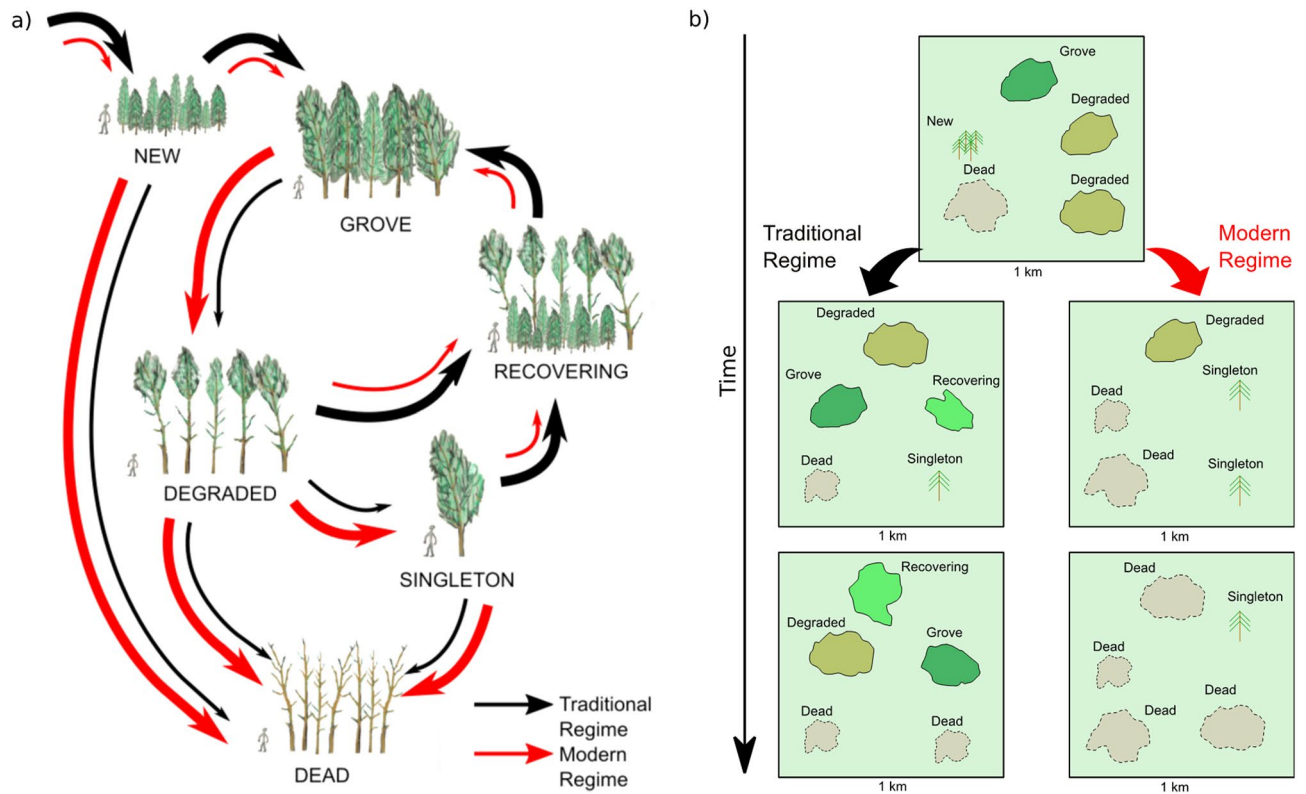 a)
NEW
GROVE
RECOVERING
DEGRADED
SINGLETON
DEAD
Traditional
Regime
Modern
Regime
b)
Time
Grove
Degraded
New
Dead
Degraded
1 km
Traditional
Regime
Modern
Regime
Degraded
Grove
Recovering
Dead
Singleton
1 km
Degraded
Singleton
Dead
Dead
Singleton
1 km
Recovering
Degraded
Grove
Dead
Dead
1 km
Dead
Singleton
Dead
Dead
Dead
1 km